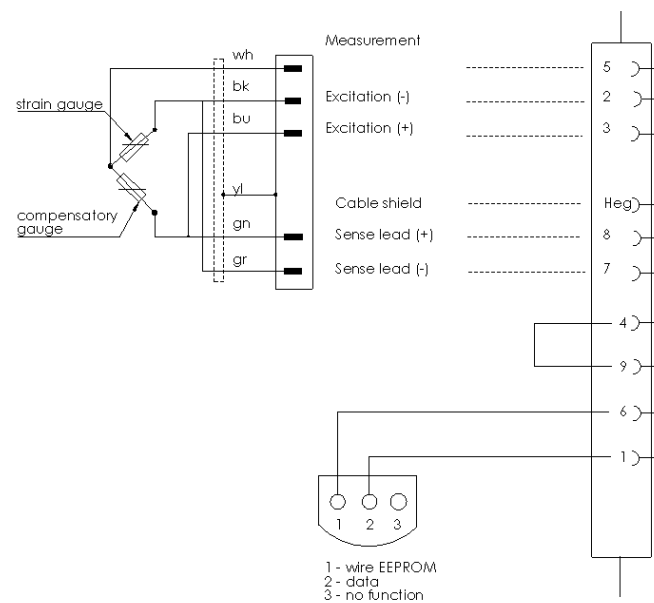 Measurement
wh
5
bk
Excitation (-)
2
strain gauge
bu
Excitation (+)
3
yl
Cable shield
Heg
compensatory
gauge
gn
Sense lead (+)
8
gr
Sense lead (-)
7
4
9
6
1
1 2 3
1 - wire EEPROM
2 - data
3 - no function